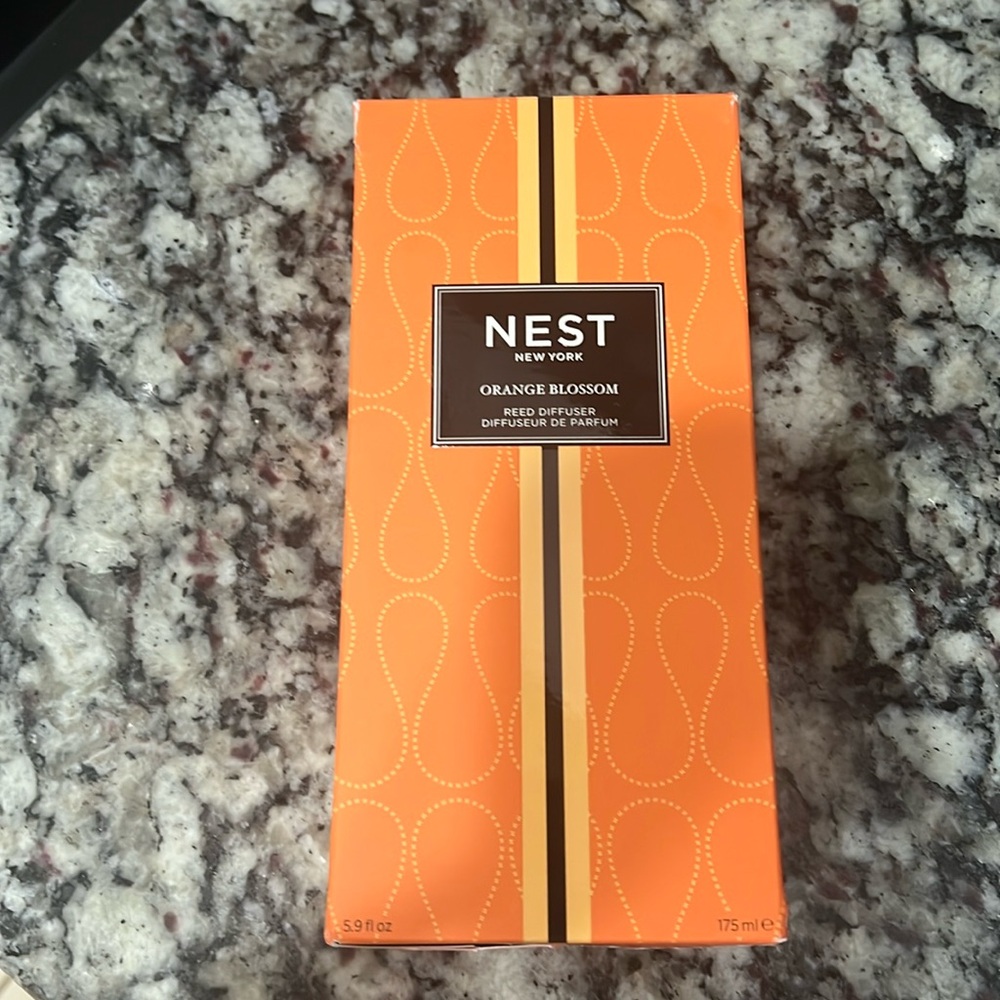 NEST
NEW YORK
ORANGE BLOSSOM
REED DIFFUSER
DIFFUSEUR DE PARFUM
5.9 fl oz
175 ml ℮